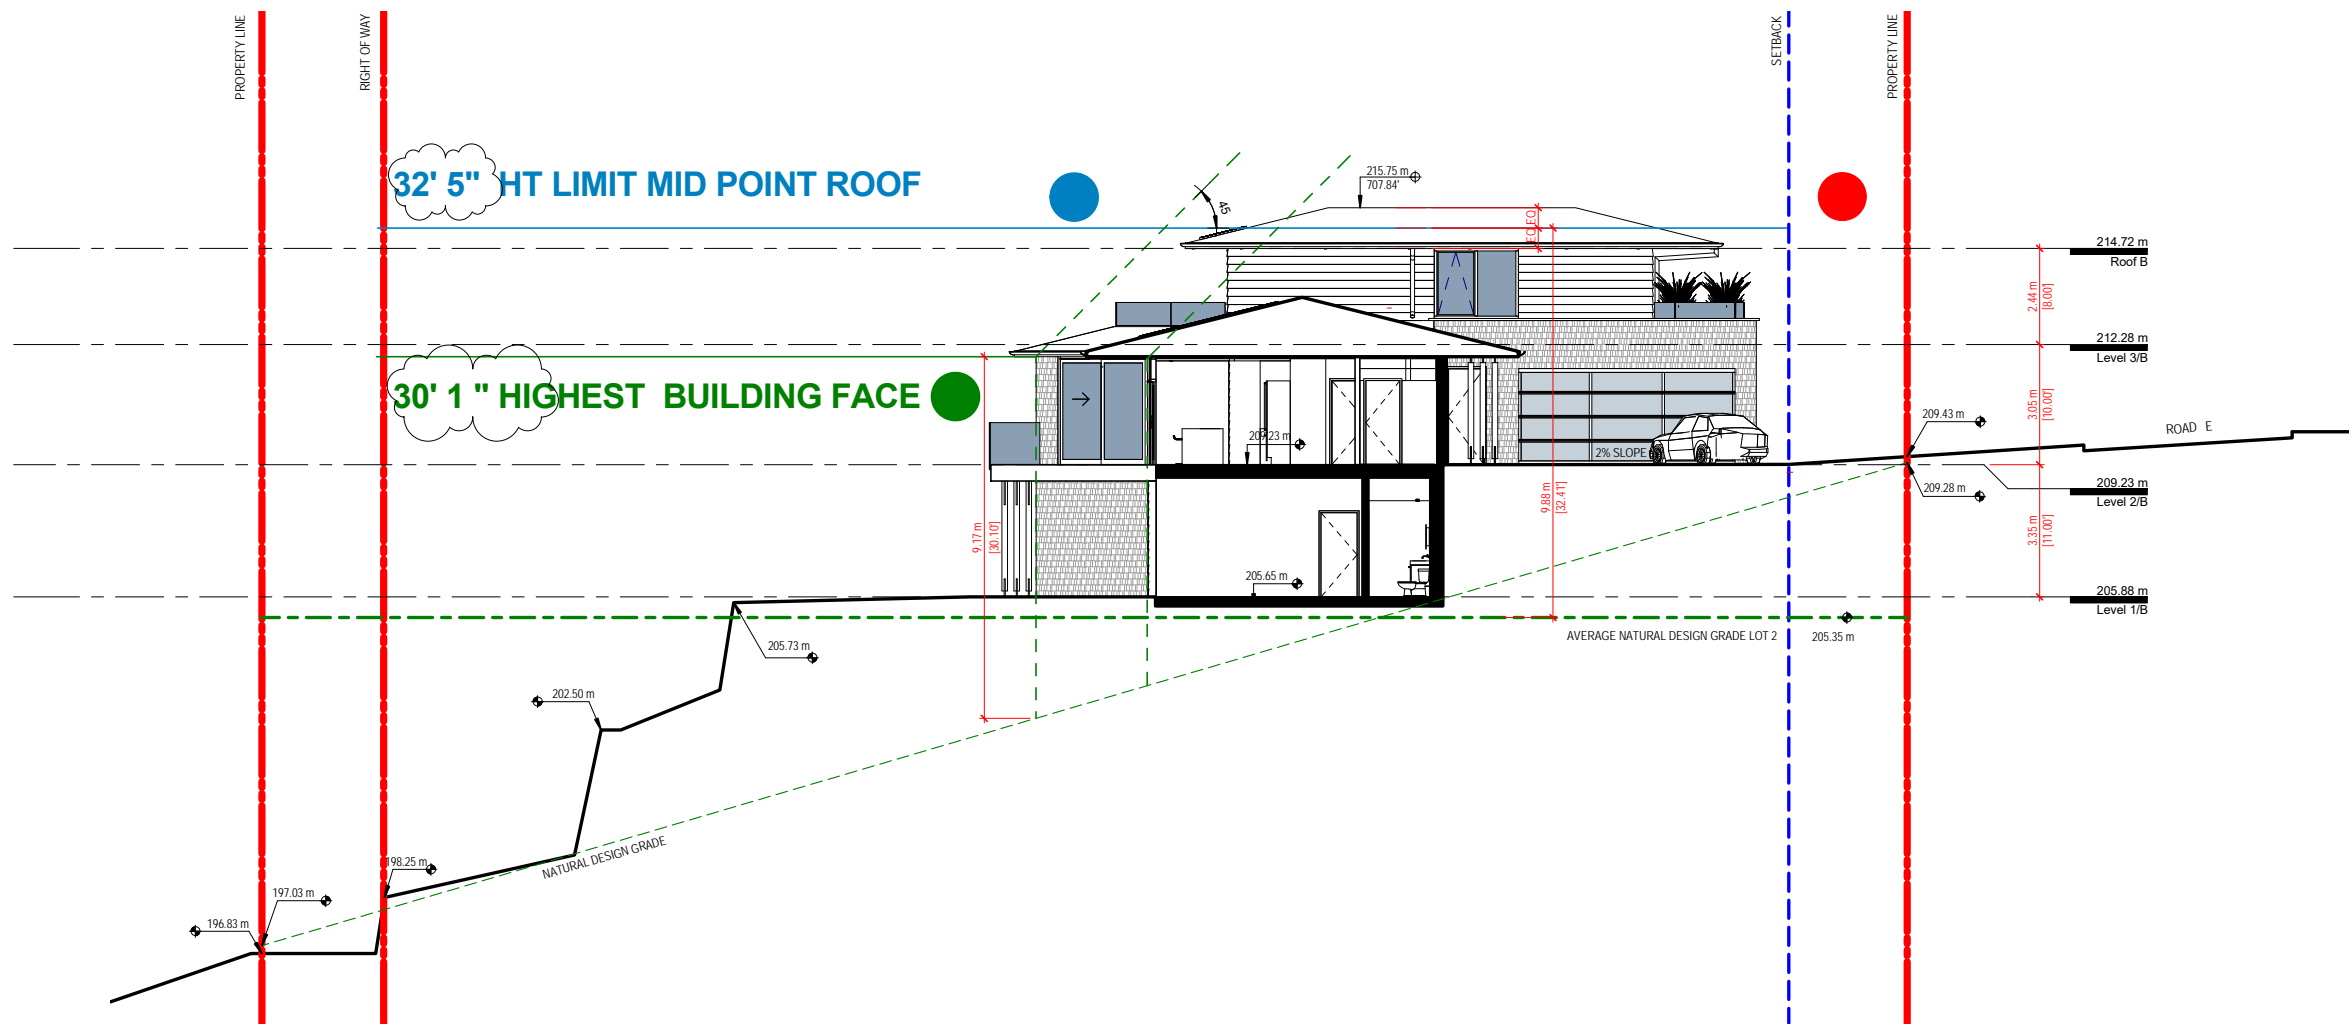 PROPERTY LINE
RIGHT OF WAY
SETBACK
PROPERTY LINE
32' 5" HT LIMIT MID POINT ROOF
215.75 m
707.84'
45
EQ
EQ
214.72 m
Roof B
2.44 m
[8.00']
212.28 m
Level 3/B
30' 1 " HIGHEST BUILDING FACE
3.05 m
[10.00']
209.43 m
ROAD E
209.23 m
2% SLOPE
209.28 m
209.23 m
Level 2/B
9.88 m
[32.41']
9.17 m
[30.10']
3.35 m
[11.00']
205.65 m
205.88 m
Level 1/B
AVERAGE NATURAL DESIGN GRADE LOT 2
205.35 m
205.73 m
202.50 m
NATURAL DESIGN GRADE
198.25 m
197.03 m
196.83 m